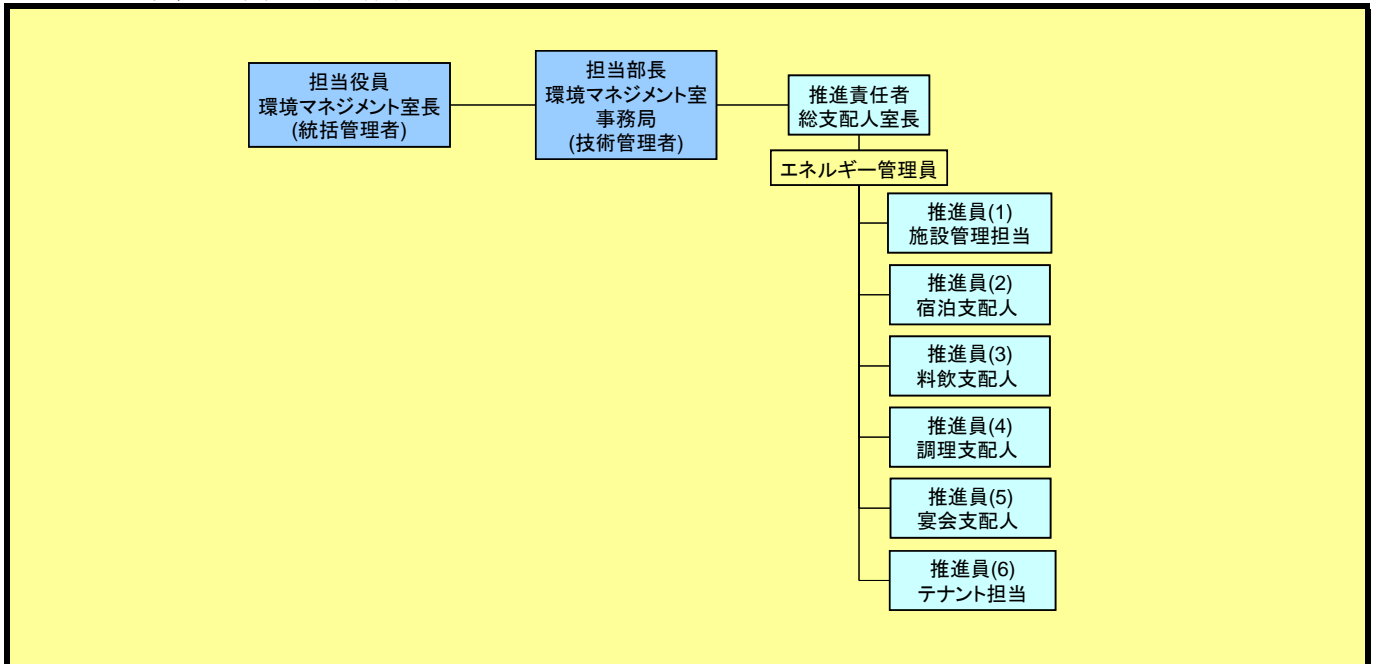 担当役員
環境マネジメント室長
(統括管理者)
担当部長
環境マネジメント室
事務局
(技術管理者)
推進責任者
総支配人室長
エネルギー管理員
推進員(1)
施設管理担当
推進員(2)
宿泊支配人
推進員(3)
料飲支配人
推進員(4)
調理支配人
推進員(5)
宴会支配人
推進員(6)
テナント担当